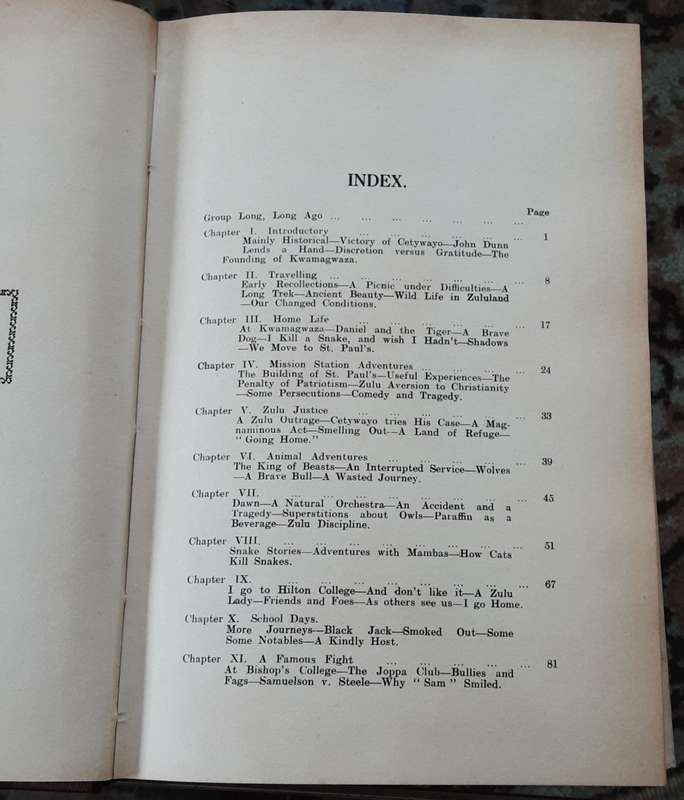 INDEX.
Page
Group Long, Long Ago ... ... ... ... ... ... ...
Chapter I. Introductory ... ... ... ... ... ... 1
Mainly Historical—Victory of Cetywayo—John Dunn
Lends a Hand—Discretion versus Gratitude—The
Founding of Kwamagwaza.
Chapter II. Travelling ... ... ... ... ... ... ... 8
Early Recollections—A Picnic under Difficulties—A
Long Trek—Ancient Beauty—Wild Life in Zululand
—Our Changed Conditions.
Chapter III. Home Life ... ... ... ... ... ... 17
At Kwamagwaza—Daniel and the Tiger—A Brave
Dog—I Kill a Snake, and wish I Hadn't—Shadows
—We Move to St. Paul's.
Chapter IV. Mission Station Adventures ... ... ... ... 24
The Building of St. Paul's—Useful Experiences—The
Penalty of Patriotism—Zulu Aversion to Christianity
—Some Persecutions—Comedy and Tragedy.
Chapter V. Zulu Justice ... ... ... ... ... ... 33
A Zulu Outrage—Cetywayo tries His Case—A Mag-
naminous Act—Smelling Out—A Land of Refuge—
" Going Home."
Chapter VI. Animal Adventures ... ... ... ... ... 39
The King of Beasts—An Interrupted Service—Wolves
—A Brave Bull—A Wasted Journey.
Chapter VII. ... ... ... ... ... ... ... ... 45
Dawn—A Natural Orchestra—An Accident and a
Tragedy—Superstitions about Owls—Paraffin as a
Beverage—Zulu Discipline.
Chapter VIII. ... ... ... ... ... ... ... ... 51
Snake Stories—Adventures with Mambas—How Cats
Kill Snakes.
Chapter IX. ... ... ... ... ... ... ... ... 67
I go to Hilton College—And don't like it—A Zulu
Lady—Friends and Foes—As others see us—I go Home.
Chapter X. School Days.
More Journeys—Black Jack—Smoked Out—Some
Some Notables—A Kindly Host.
Chapter XI. A Famous Fight ... ... ... ... ... 81
At Bishop's College—The Joppa Club—Bullies and
Fags—Samuelson v. Steele—Why " Sam " Smiled.